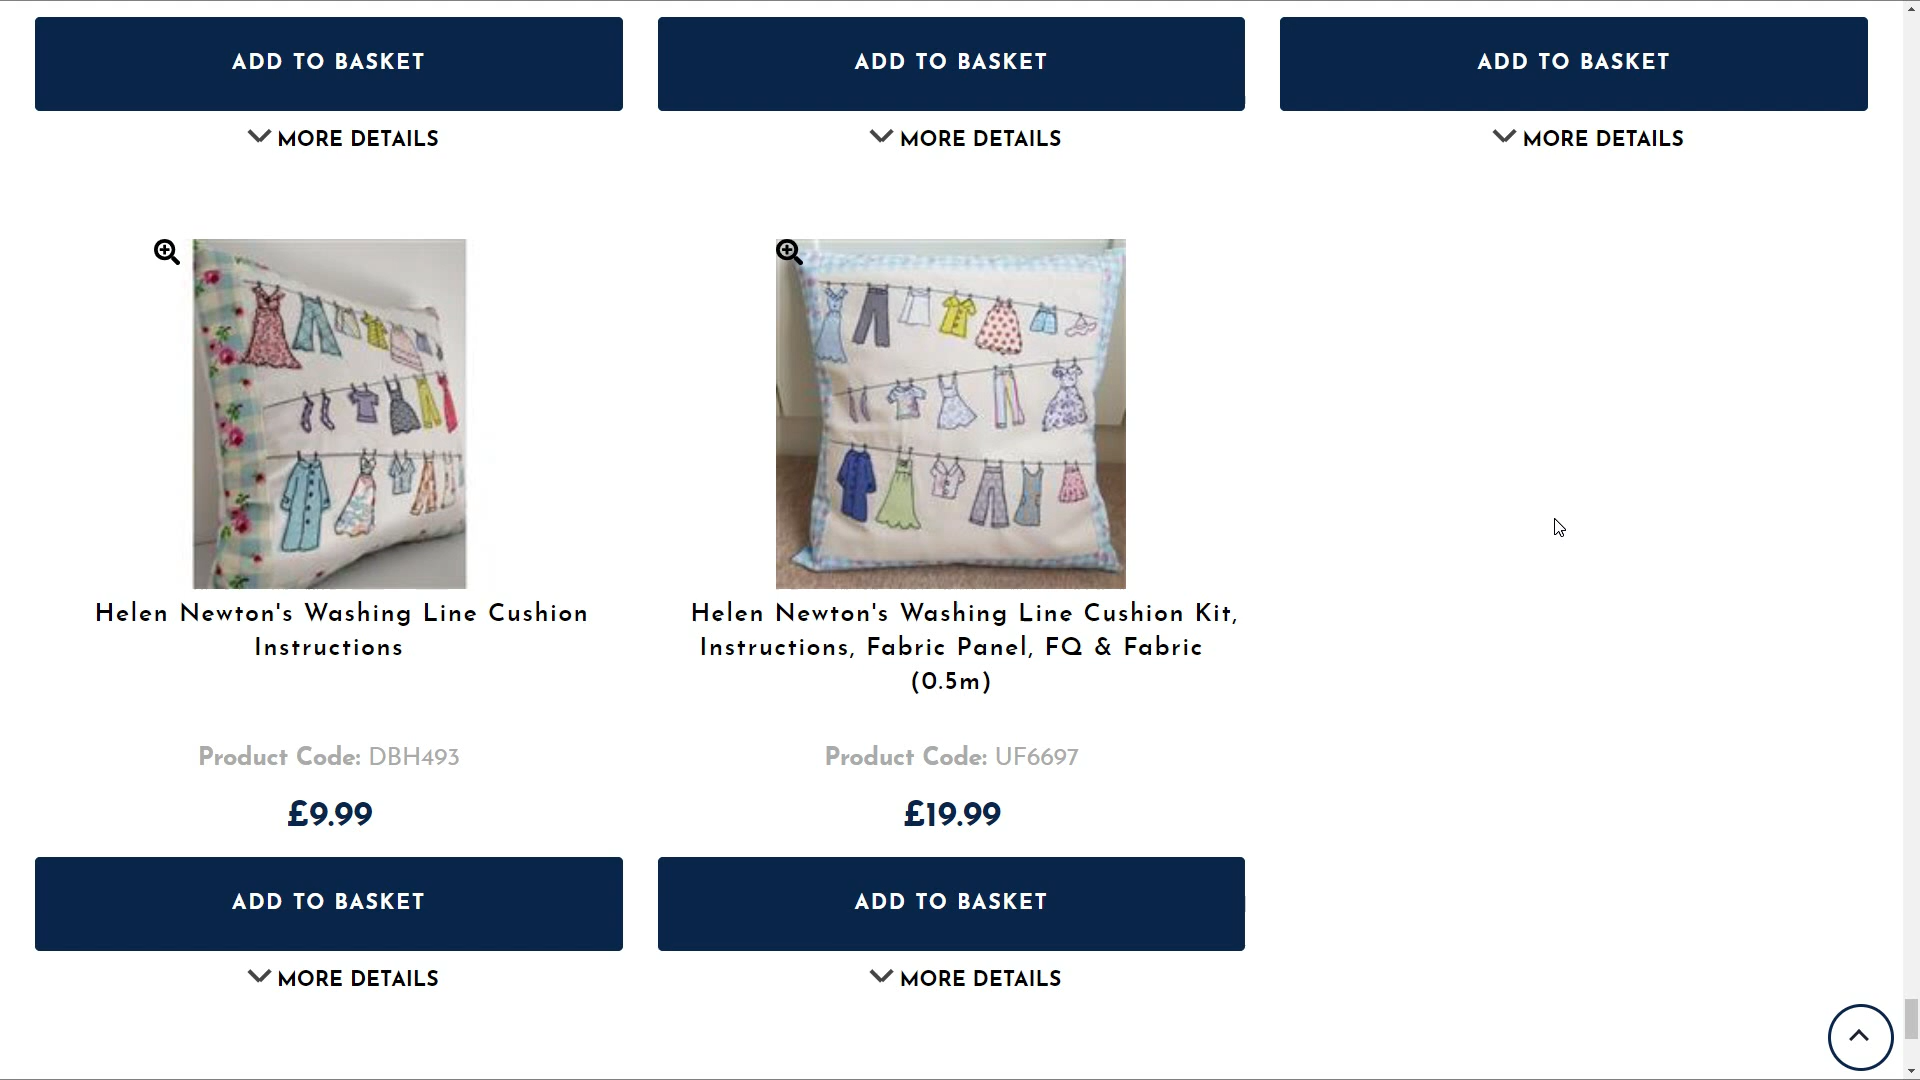 ADD TO BASKET
ADD TO BASKET
ADD TO BASKET
MORE DETAILS
MORE DETAILS
MORE DETAILS
Helen Newton's Washing Line Cushion
Instructions
Product Code: DBH493
£9.99
ADD TO BASKET
MORE DETAILS
Helen Newton's Washing Line Cushion Kit,
Instructions, Fabric Panel, FQ & Fabric
(0.5m)
Product Code: UF6697
£19.99
ADD TO BASKET
MORE DETAILS